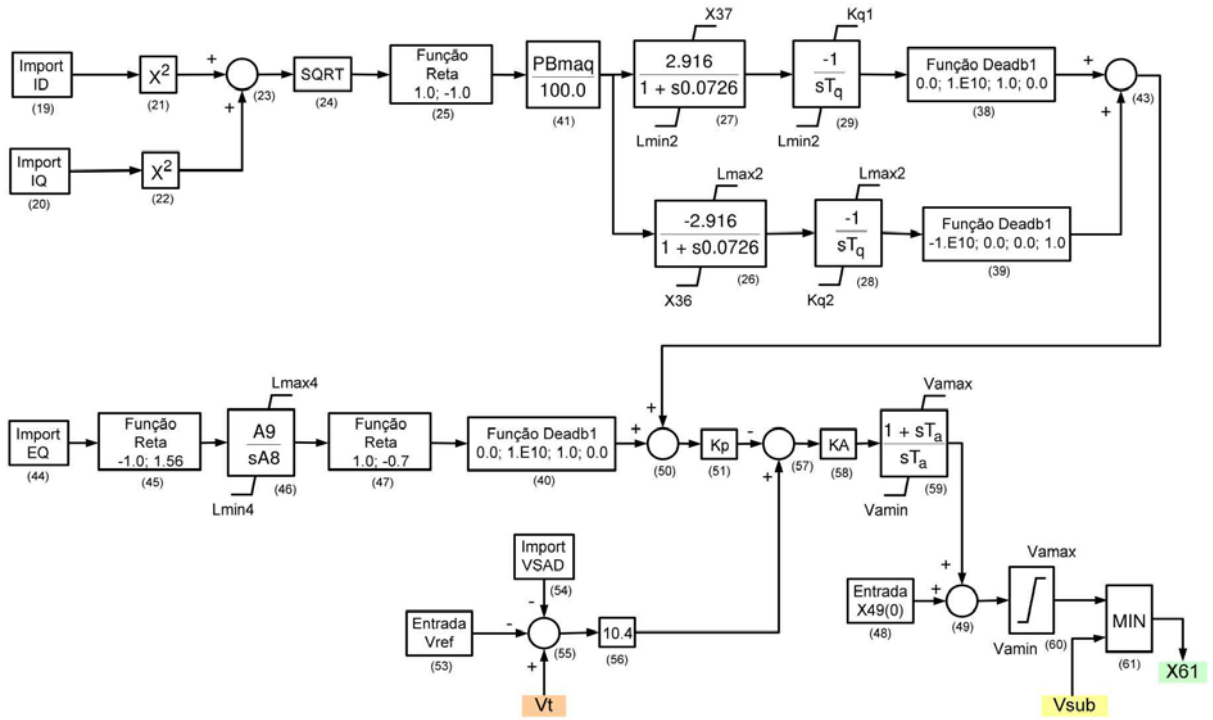 Import
ID
(19)
X²
(21)
+
+
(23)
SQRT
(24)
Função
Reta
1.0; -1.0
(25)
PBmaq
100.0
(41)
X37
2.916
1 + s0.0726
Lmin2
(27)
Kq1
-1
sTq
Lmin2
(29)
Função Deadb1
0.0; 1.E10; 1.0; 0.0
(38)
+
+
(43)
Import
IQ
(20)
X²
(22)
Lmax2
-2.916
1 + s0.0726
X36
(26)
Lmax2
-1
sTq
Kq2
(28)
Função Deadb1
-1.E10; 0.0; 0.0; 1.0
(39)
Import
EQ
(44)
Função
Reta
-1.0; 1.56
(45)
Lmax4
A9
sA8
Lmin4
(46)
Função
Reta
1.0; -0.7
(47)
Função Deadb1
0.0; 1.E10; 1.0; 0.0
(40)
+
+
(50)
Kp
(51)
-
+
(57)
KA
(58)
Vamax
1 + sTa
sTa
Vamin
(59)
Import
VSAD
(54)
Entrada
Vref
(53)
-
-
+
(55)
10.4
(56)
Vt
Entrada
X49(0)
(48)
+
+
(49)
Vamax
Vamin
(60)
MIN
(61)
Vsub
X61